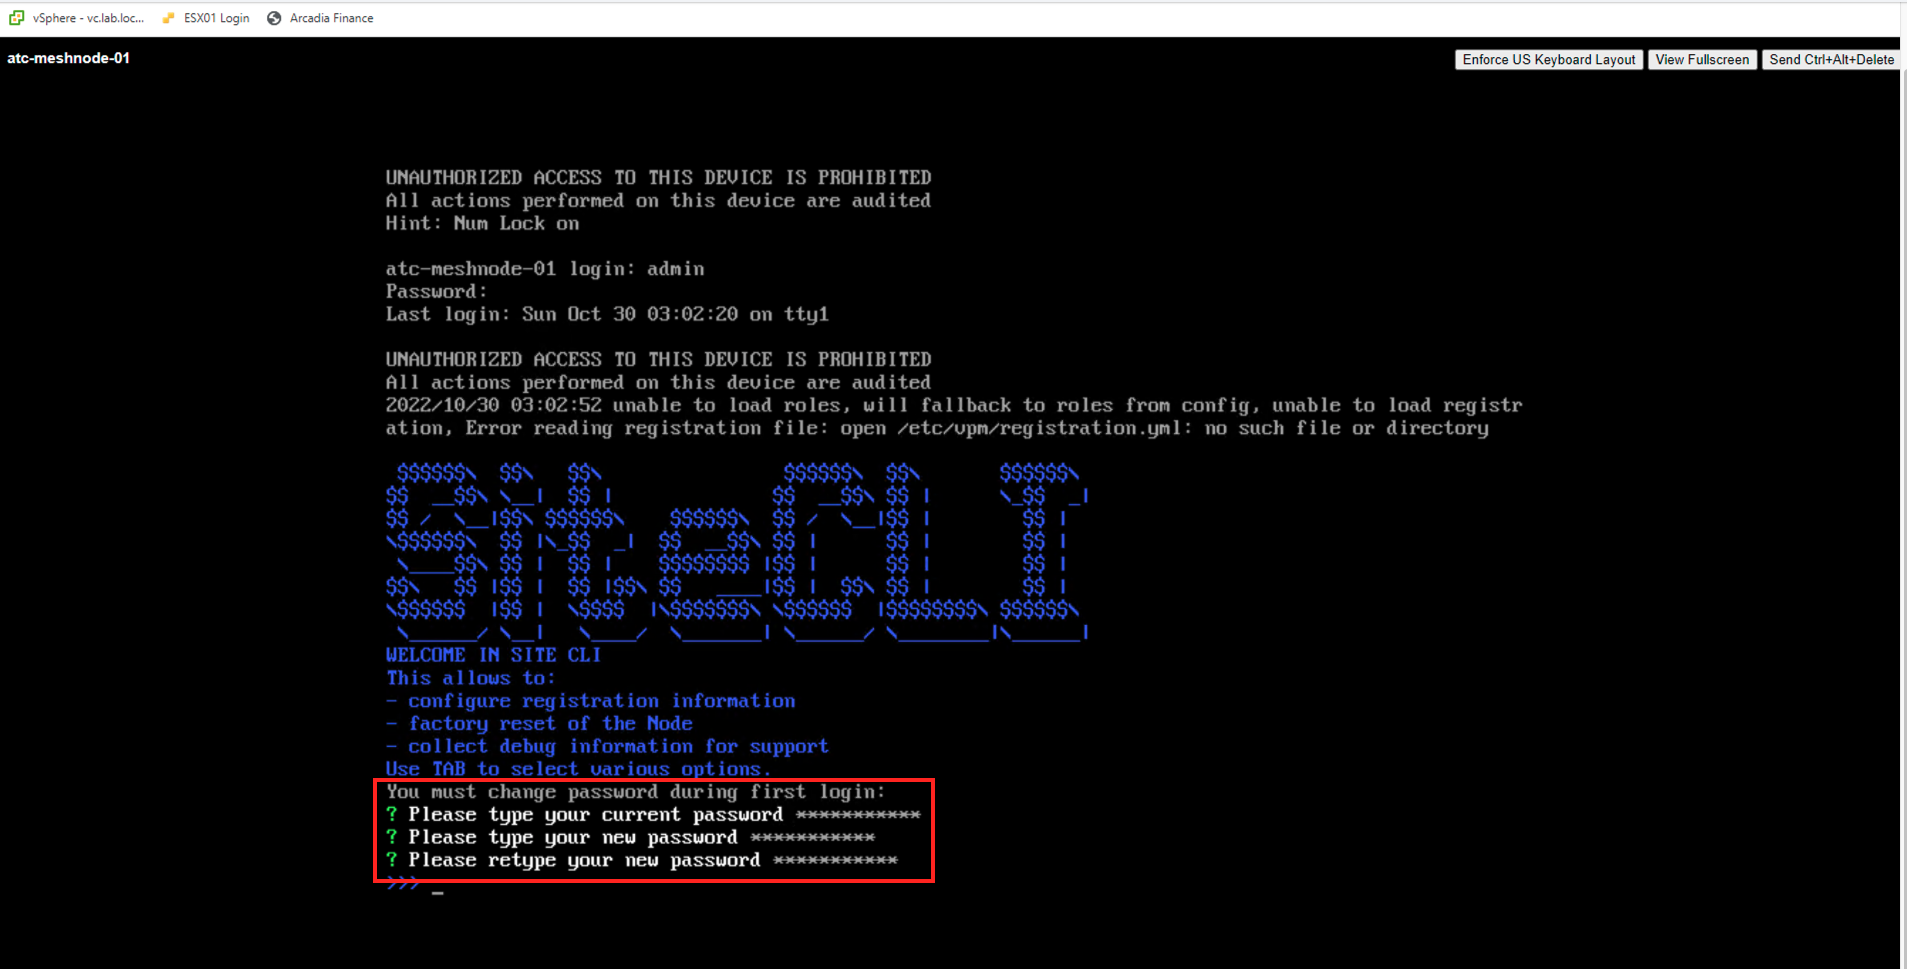 vSphere - vc.lab.loc... ESX01 Login Arcadia Finance
atc-meshnode-01
Enforce US Keyboard Layout View Fullscreen Send Ctrl+Alt+Delete
UNAUTHORIZED ACCESS TO THIS DEVICE IS PROHIBITED
All actions performed on this device are audited
Hint: Num Lock on
atc-meshnode-01 login: admin
Password:
Last login: Sun Oct 30 03:02:20 on tty1
UNAUTHORIZED ACCESS TO THIS DEVICE IS PROHIBITED
All actions performed on this device are audited
2022/10/30 03:02:52 unable to load roles, will fallback to roles from config, unable to load registr
ation, Error reading registration file: open /etc/vpm/registration.yml: no such file or directory
SiteCLI
WELCOME IN SITE CLI
This allows to:
- configure registration information
- factory reset of the Node
- collect debug information for support
Use TAB to select various options.
You must change password during first login:
? Please type your current password ***********
? Please type your new password ***********
? Please retype your new password ***********
>>> _